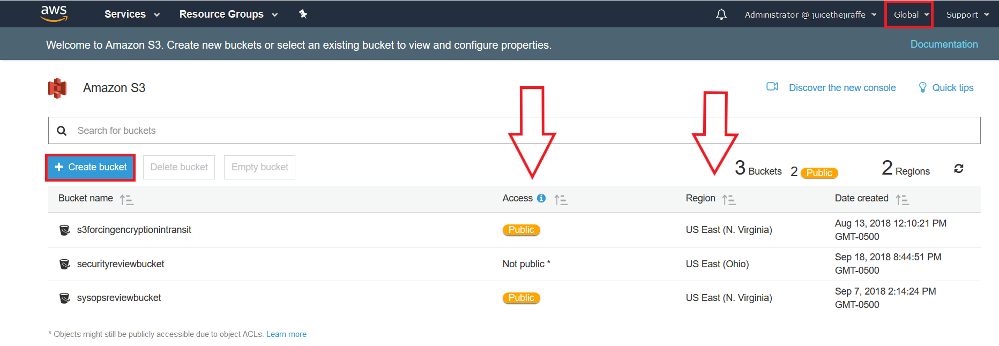 aws Services Resource Groups Administrator @ juicethejiraffe Global Support
Welcome to Amazon S3. Create new buckets or select an existing bucket to view and configure properties. Documentation
Amazon S3 Discover the new console Quick tips
Search for buckets
+ Create bucket Delete bucket Empty bucket 3 Buckets 2 Public 2 Regions
Bucket name Access Region Date created
s3forcingencryptionintransit Public US East (N. Virginia) Aug 13, 2018 12:10:21 PM
GMT-0500
securityreviewbucket Not public * US East (Ohio) Sep 18, 2018 8:44:51 PM
GMT-0500
sysopsreviewbucket Public US East (N. Virginia) Sep 7, 2018 2:14:24 PM
GMT-0500
* Objects might still be publicly accessible due to object ACLs. Learn more